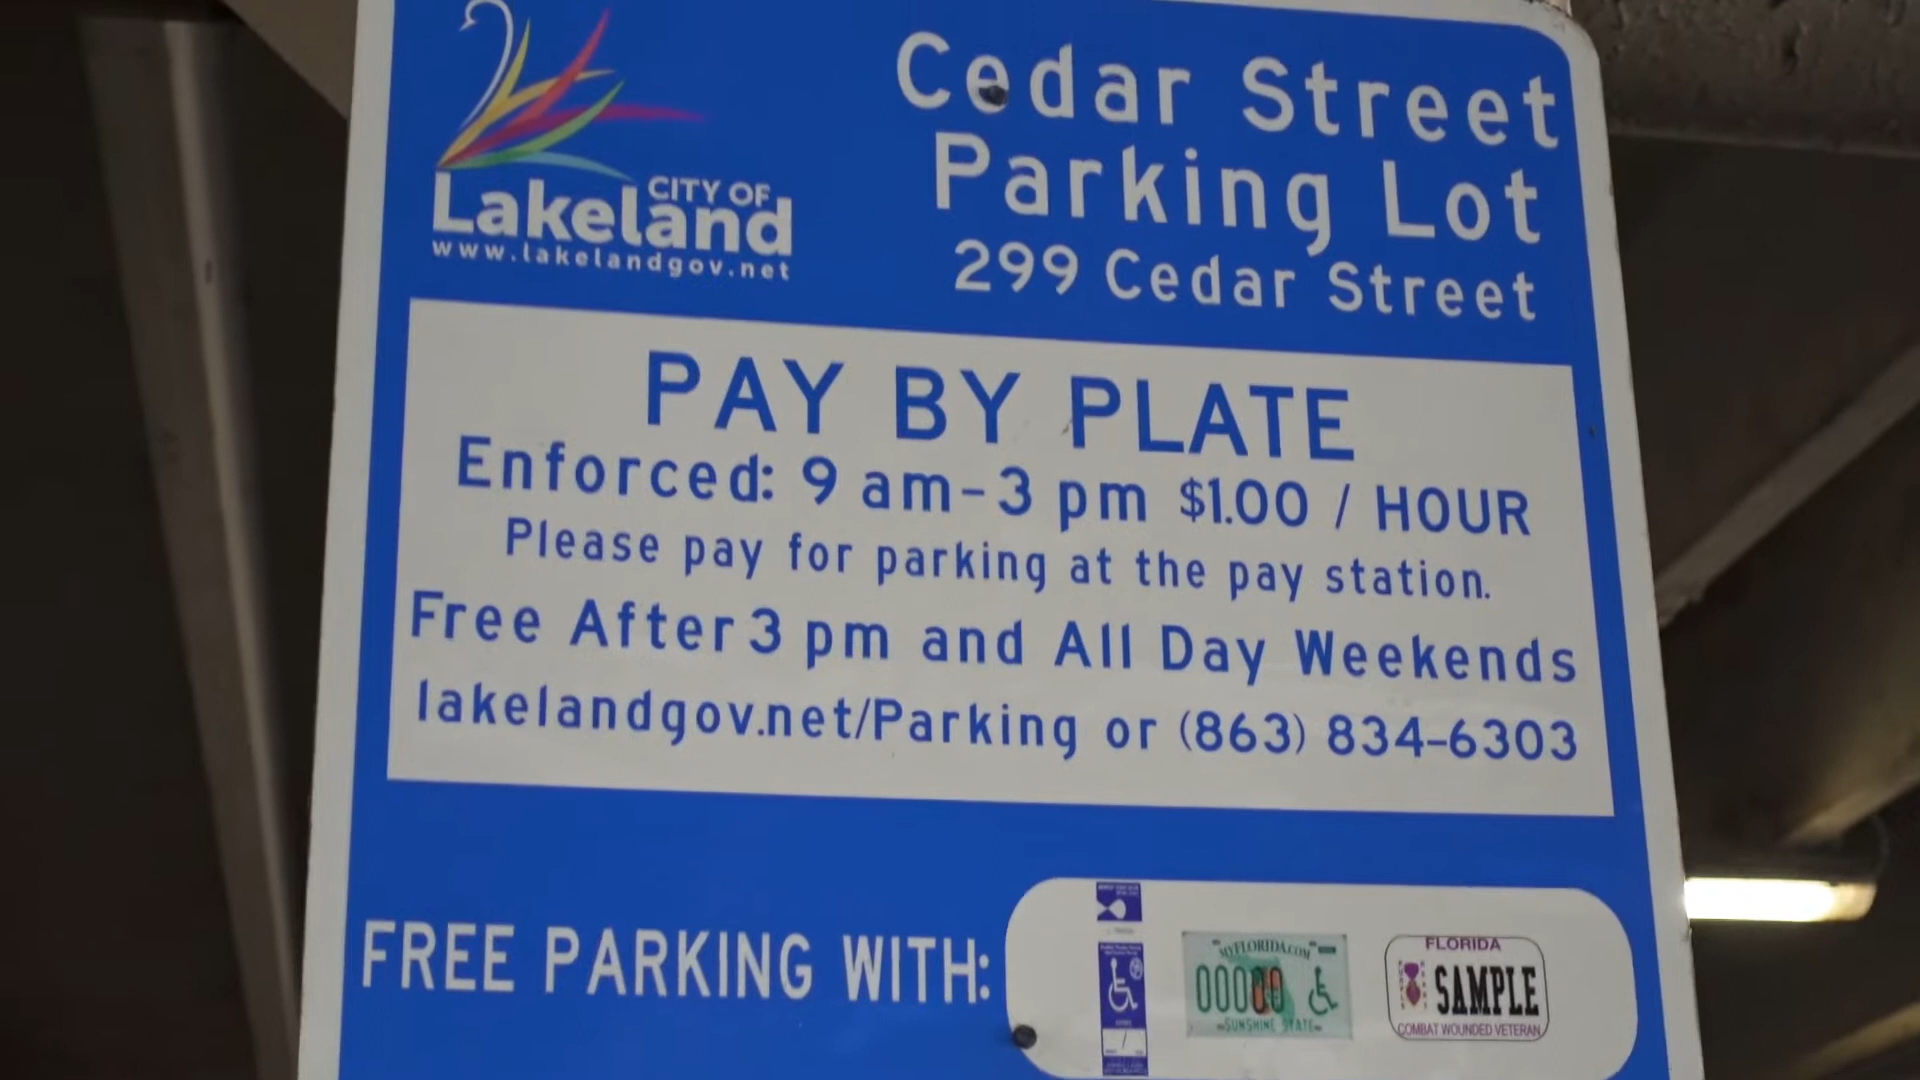 CITY OF
Lakeland
www.lakelandgov.net
Cedar Street
Parking Lot
299 Cedar Street
PAY BY PLATE
Enforced: 9 am-3 pm $1.00 / HOUR
Please pay for parking at the pay station.
Free After 3 pm and All Day Weekends
lakelandgov.net/Parking or (863) 834-6303
FREE PARKING WITH:
MYFLORIDA.COM
SUNSHINE STATE
FLORIDA
SAMPLE
COMBAT WOUNDED VETERAN